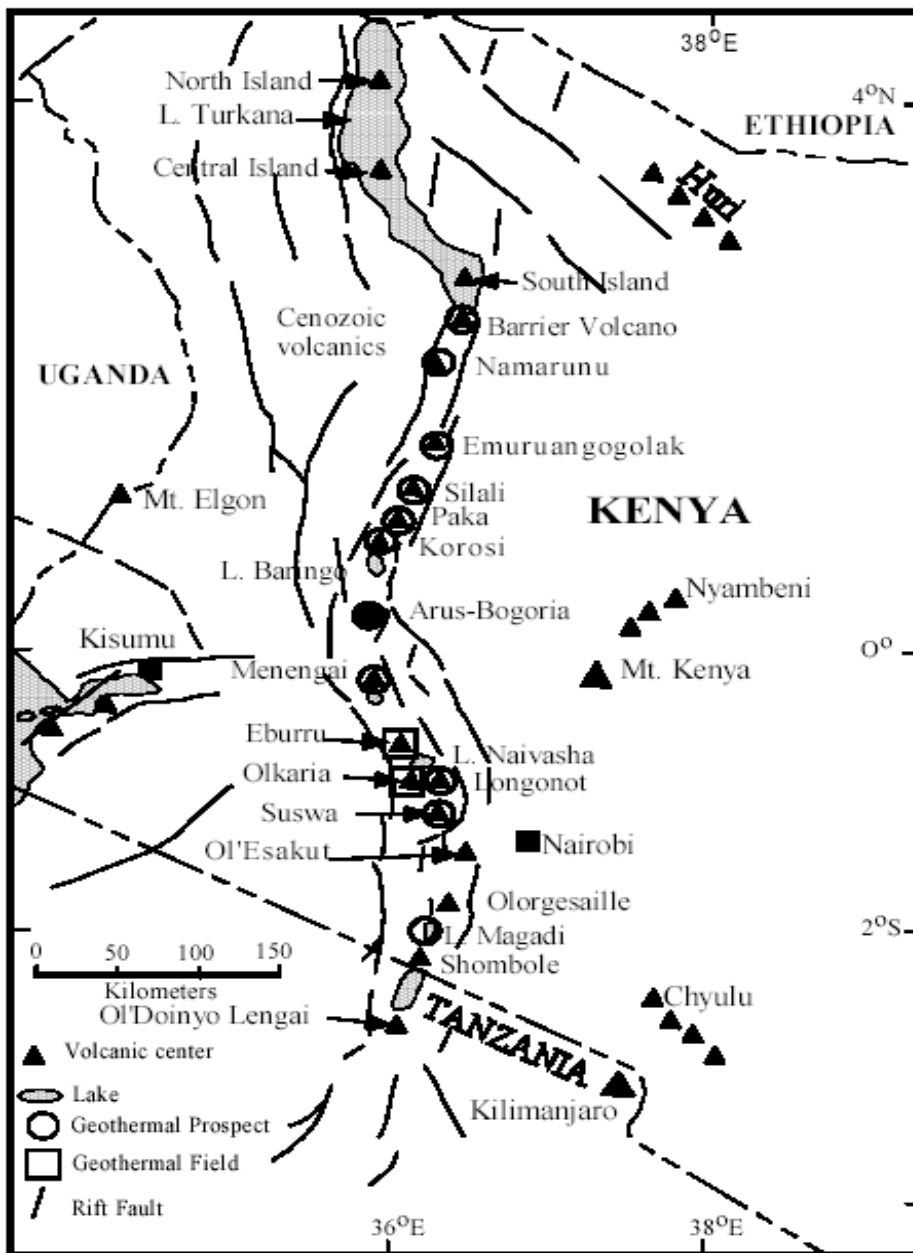 38°E
North Island
4°N
L. Turkana
ETHIOPIA
Central Island
Huri
South Island
Cenozoic
volcanics
Barrier Volcano
UGANDA
Namarunu
Emuruangogolak
Mt. Elgon
Silali
KENYA
Paka
Korosi
L. Baringo
Nyambeni
Arus-Bogoria
Kisumu
0°
Menengai
Mt. Kenya
Eburru
L. Naivasha
Olkaria
Longonot
Suswa
Nairobi
Ol'Esakut
Olorgesaille
2°S
L. Magadi
0 50 100 150
Shombole
Kilometers
Chyulu
Ol'Doinyo Lengai
TANZANIA
Volcanic center
Kilimanjaro
Lake
Geothermal Prospect
Geothermal Field
Rift Fault
36°E
38°E